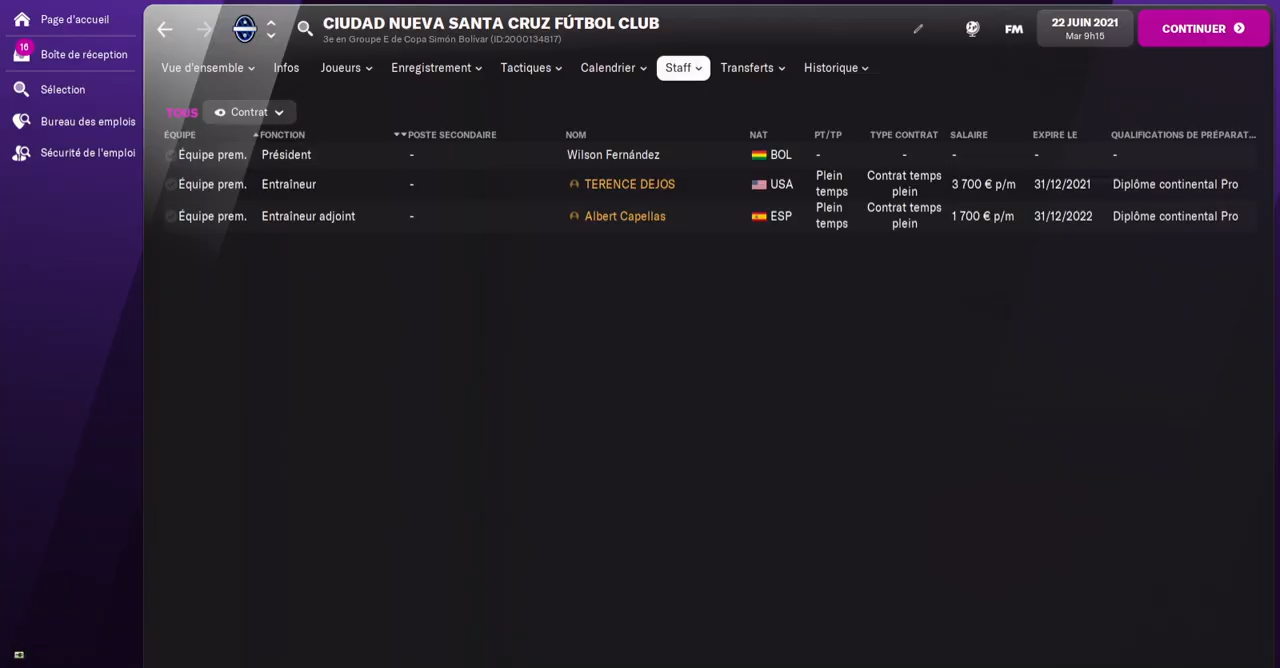 Page d'accueil
16
Boîte de réception
Sélection
Bureau des emplois
Sécurité de l'emploi
CIUDAD NUEVA SANTA CRUZ FÚTBOL CLUB
3e en Groupe E de Copa Simón Bolívar (ID:2000134817)
FM
22 JUIN 2021
Mar 9h15
CONTINUER
Vue d'ensemble Infos Joueurs Enregistrement Tactiques Calendrier Staff Transferts Historique
TOUS Contrat
ÉQUIPE FONCTION POSTE SECONDAIRE NOM NAT PT/TP TYPE CONTRAT SALAIRE EXPIRE LE QUALIFICATIONS DE PRÉPARAT...
Équipe prem. Président - Wilson Fernández BOL - - - - -
Équipe prem. Entraîneur - TERENCE DEJOS USA Plein temps Contrat temps plein 3 700 € p/m 31/12/2021 Diplôme continental Pro
Équipe prem. Entraîneur adjoint - Albert Capellas ESP Plein temps Contrat temps plein 1 700 € p/m 31/12/2022 Diplôme continental Pro